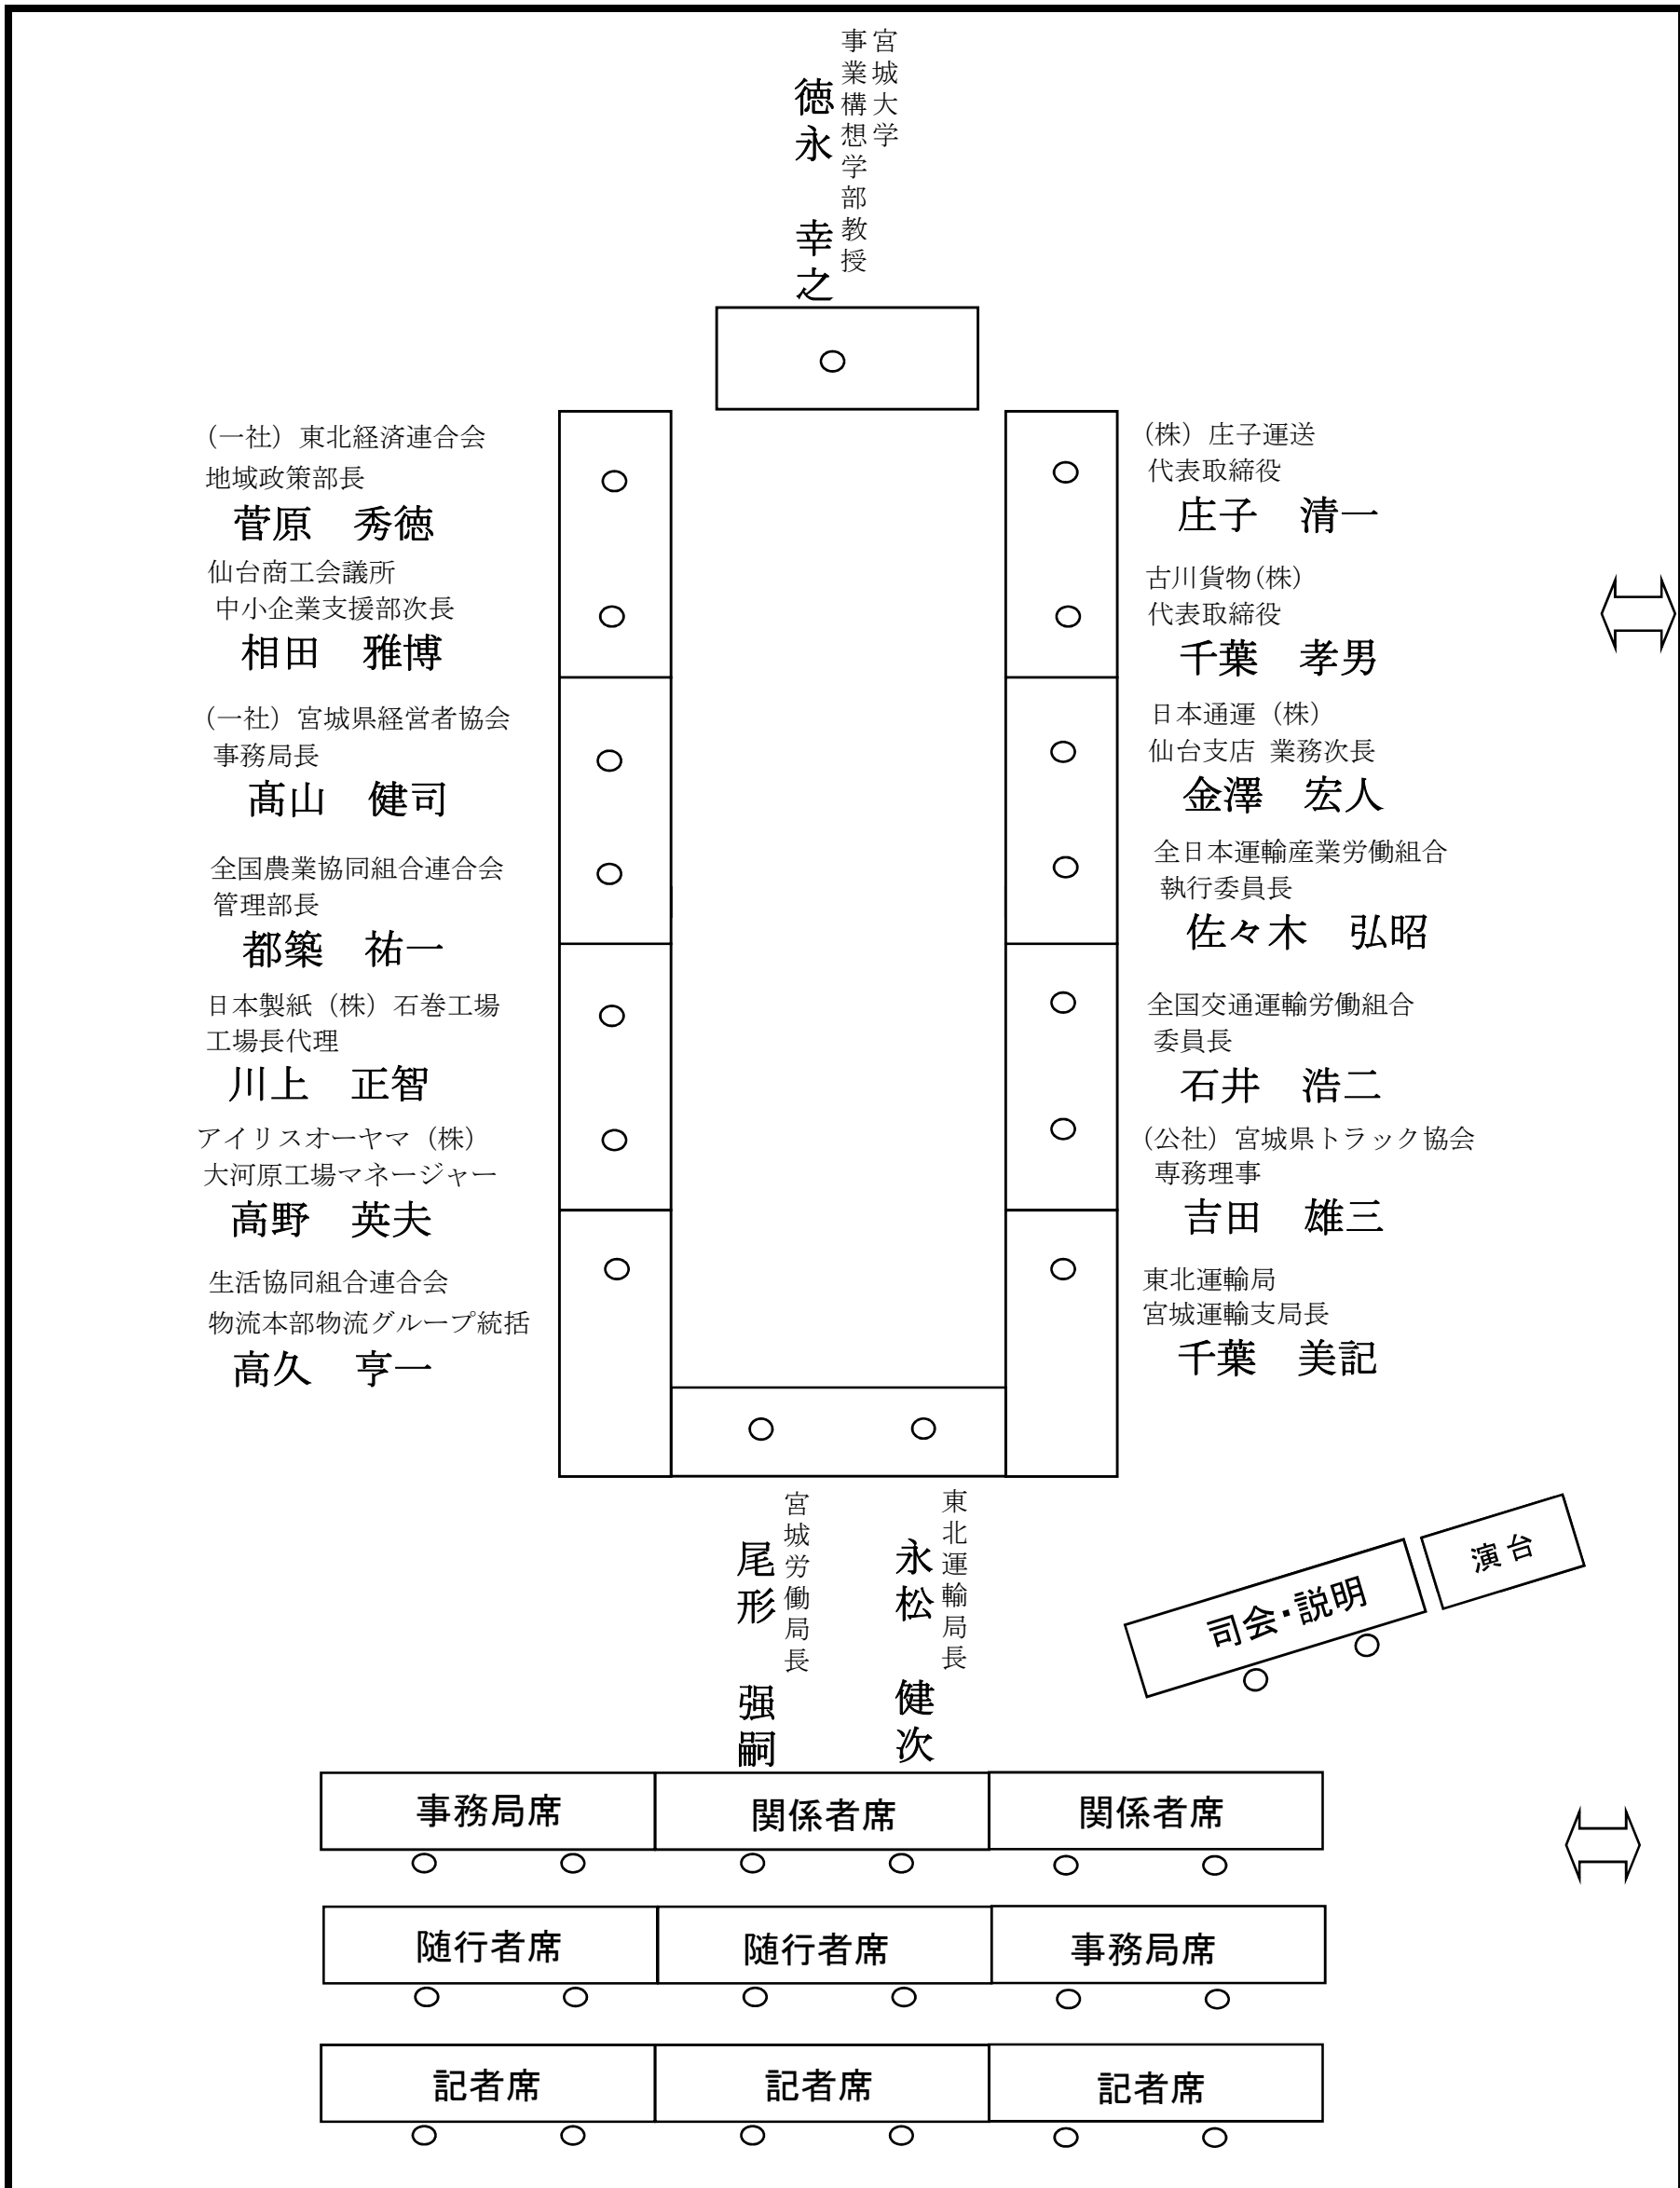 宮城大学
事業構想学部教授
徳永　幸之
（一社）東北経済連合会
地域政策部長
菅原　秀徳
仙台商工会議所
中小企業支援部次長
相田　雅博
（一社）宮城県経営者協会
事務局長
髙山　健司
全国農業協同組合連合会
管理部長
都築　祐一
日本製紙（株）石巻工場
工場長代理
川上　正智
アイリスオーヤマ（株）
大河原工場マネージャー
高野　英夫
生活協同組合連合会
物流本部物流グループ統括
高久　亨一
（株）庄子運送
代表取締役
庄子　清一
古川貨物(株)
代表取締役
千葉　孝男
日本通運（株）
仙台支店 業務次長
金澤　宏人
全日本運輸産業労働組合
執行委員長
佐々木　弘昭
全国交通運輸労働組合
委員長
石井　浩二
（公社）宮城県トラック協会
専務理事
吉田　雄三
東北運輸局
宮城運輸支局長
千葉　美記
東北運輸局長
永松　健次
宮城労働局長
尾形　强嗣
司会・説明
演台
事務局席
関係者席
関係者席
随行者席
随行者席
事務局席
記者席
記者席
記者席